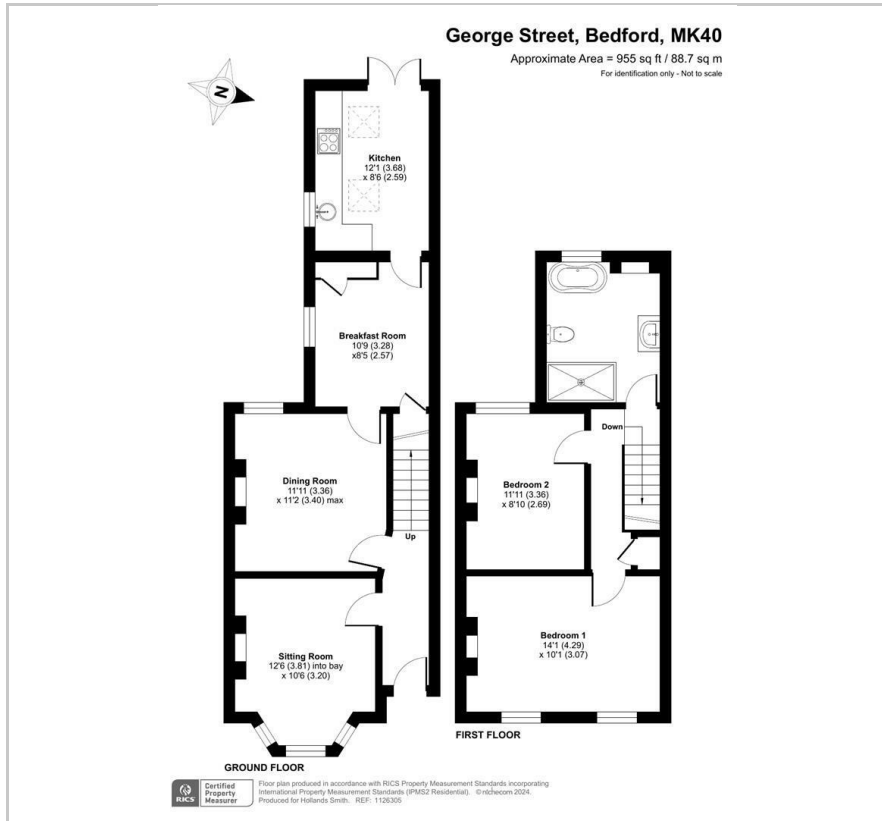 George Street, Bedford, MK40
Approximate Area = 955 sq ft / 88.7 sq m
For identification only - Not to scale
N
Kitchen
12'1 (3.68)
x 8'6 (2.59)
Breakfast Room
10'9 (3.28)
x8'5 (2.57)
Dining Room
11'11 (3.36)
x 11'2 (3.40) max
Up
Sitting Room
12'6 (3.81) into bay
x 10'6 (3.20)
GROUND FLOOR
Down
Bedroom 2
11'11 (3.36)
x 8'10 (2.69)
Bedroom 1
14'1 (4.29)
x 10'1 (3.07)
FIRST FLOOR
RICS
Certified
Property
Measurer
Floor plan produced in accordance with RICS Property Measurement Standards incorporating
International Property Measurement Standards (IPMS2 Residential). © nichecom 2024.
Produced for Hollands Smith. REF: 1126305